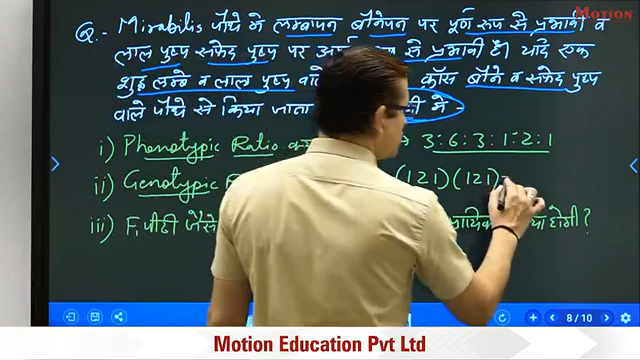 MOTION
Q.- Mirabilis पौधे में लम्बापन बौनेपन पर पूर्ण रूप से प्रभावी व
लाल पुष्प सफेद पुष्प पर से प्रभावी है। यदि एक
शुद्ध लम्बे व लाल पुष्प क्रॉस बौने व सफेद पुष्प
वाले पौधे से किया जाता में -
i) Phenotypic Ratio 3:6:3:1:2:1
ii) Genotypic (121)(121)
iii) F₁ पीढ़ी जैसे होगी?
8 / 10
Motion Education Pvt Ltd